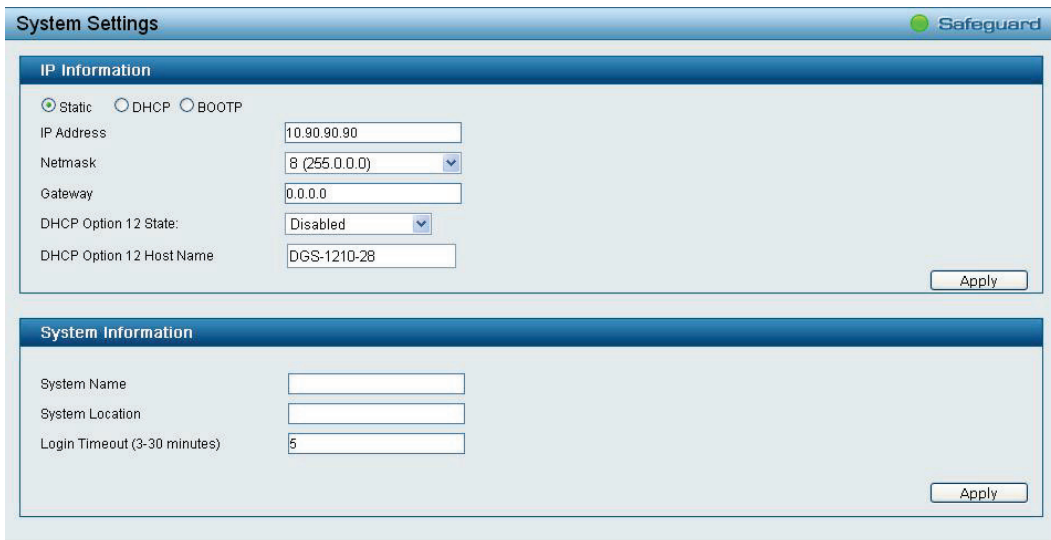 System Settings
Safeguard
IP Information
Static DHCP BOOTP
IP Address 10.90.90.90
Netmask 8 (255.0.0.0)
Gateway 0.0.0.0
DHCP Option 12 State: Disabled
DHCP Option 12 Host Name DGS-1210-28
Apply
System Information
System Name
System Location
Login Timeout (3-30 minutes) 5
Apply